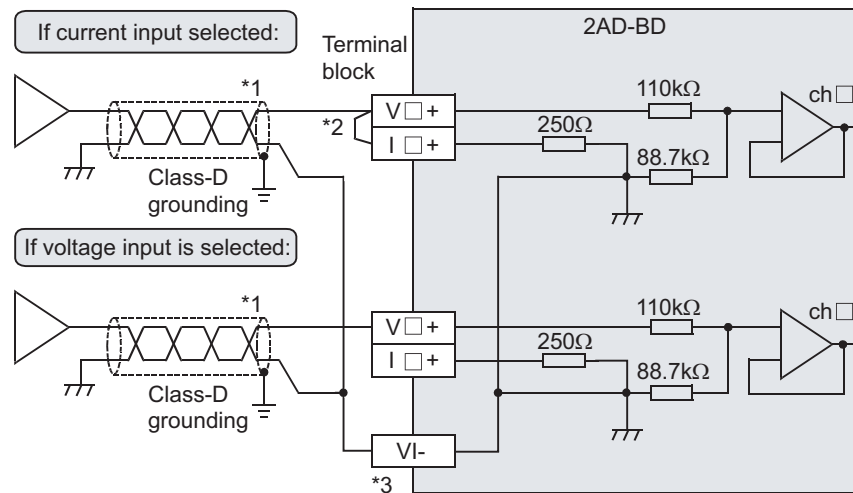 If current input selected:
2AD-BD
Terminal
block
*1
*2
V□+
I □+
110kΩ
250Ω
88.7kΩ
ch□
Class-D
grounding
If voltage input is selected:
*1
V□+
I □+
110kΩ
250Ω
88.7kΩ
ch□
Class-D
grounding
VI-
*3